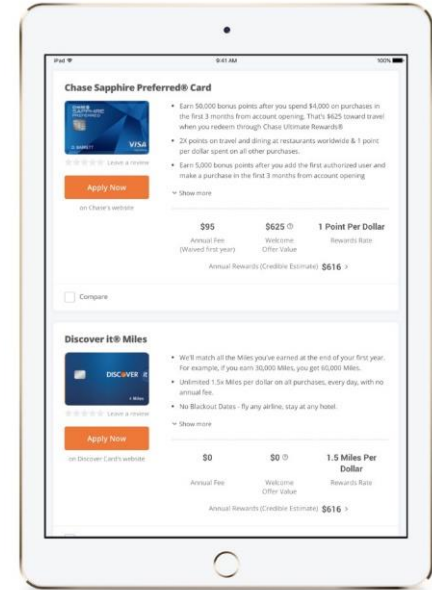 iPad
9:41 AM
100%
Chase Sapphire Preferred® Card
CHASE
SAPPHIRE
PREFERRED
VISA
Leave a review
Apply Now
on Chase's website
• Earn 50,000 bonus points after you spend $4,000 on purchases in
the first 3 months from account opening. That's $625 toward travel
when you redeem through Chase Ultimate
Rewards®
• 2X points on travel and dining at restaurants worldwide & 1 point
per dollar spent on all other purchases.
• Earn 5,000 bonus points after you add the first authorized user and
make a purchase in the first 3 months from account opening
Show more
$95
Annual Fee
(Waived first year)
$625
Welcome
Offer Value
1 Point Per Dollar
Rewards Rate
Annual Rewards (Credible Estimate) $616 >
Compare
Discover it® Miles
DISCOVER it
Miles
Leave a review
Apply Now
on Discover Card's website
• We'll match all the Miles you've earned at the end of your first year.
For example, if you earn 30,000 Miles, you get 60,000 Miles.
• Unlimited 1.5x Miles per dollar on all purchases, every day, with no
annual fee.
• No Blackout Dates - fly any airline, stay at any hotel.
Show more
$0
Annual Fee
$0
Welcome
Offer Value
1.5 Miles Per
Dollar
Rewards Rate
Annual Rewards (Credible Estimate) $616 >